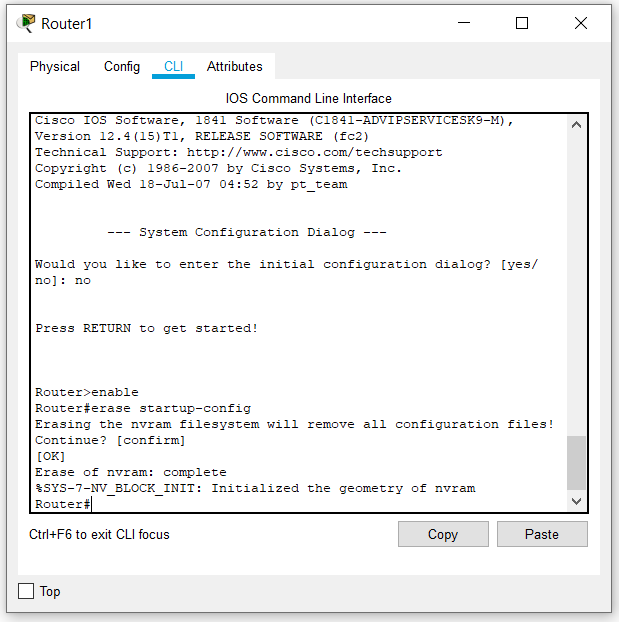 Router1
Physical Config CLI Attributes
IOS Command Line Interface
Cisco IOS Software, 1841 Software (C1841-ADVIPSERVICESK9-M),
Version 12.4(15)T1, RELEASE SOFTWARE (fc2)
Technical Support: http://www.cisco.com/techsupport
Copyright (c) 1986-2007 by Cisco Systems, Inc.
Compiled Wed 18-Jul-07 04:52 by pt_team
--- System Configuration Dialog ---
Would you like to enter the initial configuration dialog? [yes/
no]: no
Press RETURN to get started!
Router>enable
Router#erase startup-config
Erasing the nvram filesystem will remove all configuration files!
Continue? [confirm]
[OK]
Erase of nvram: complete
%SYS-7-NV_BLOCK_INIT: Initialized the geometry of nvram
Router#
Ctrl+F6 to exit CLI focus
Copy
Paste
Top